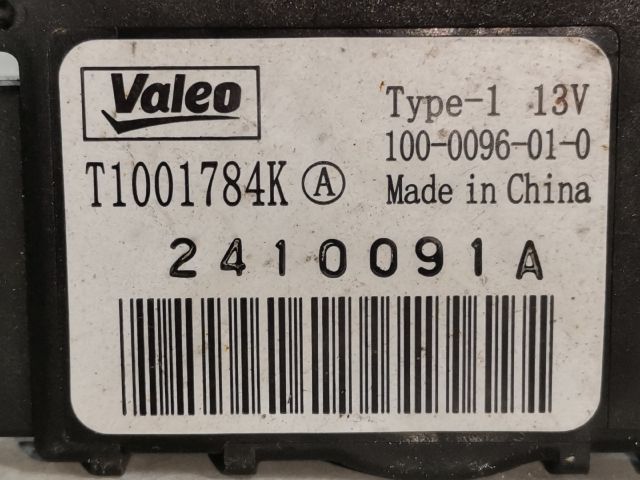 Valeo
Type-1 13V
100-0096-01-0
T1001784K Ⓐ
Made in China
2410091A